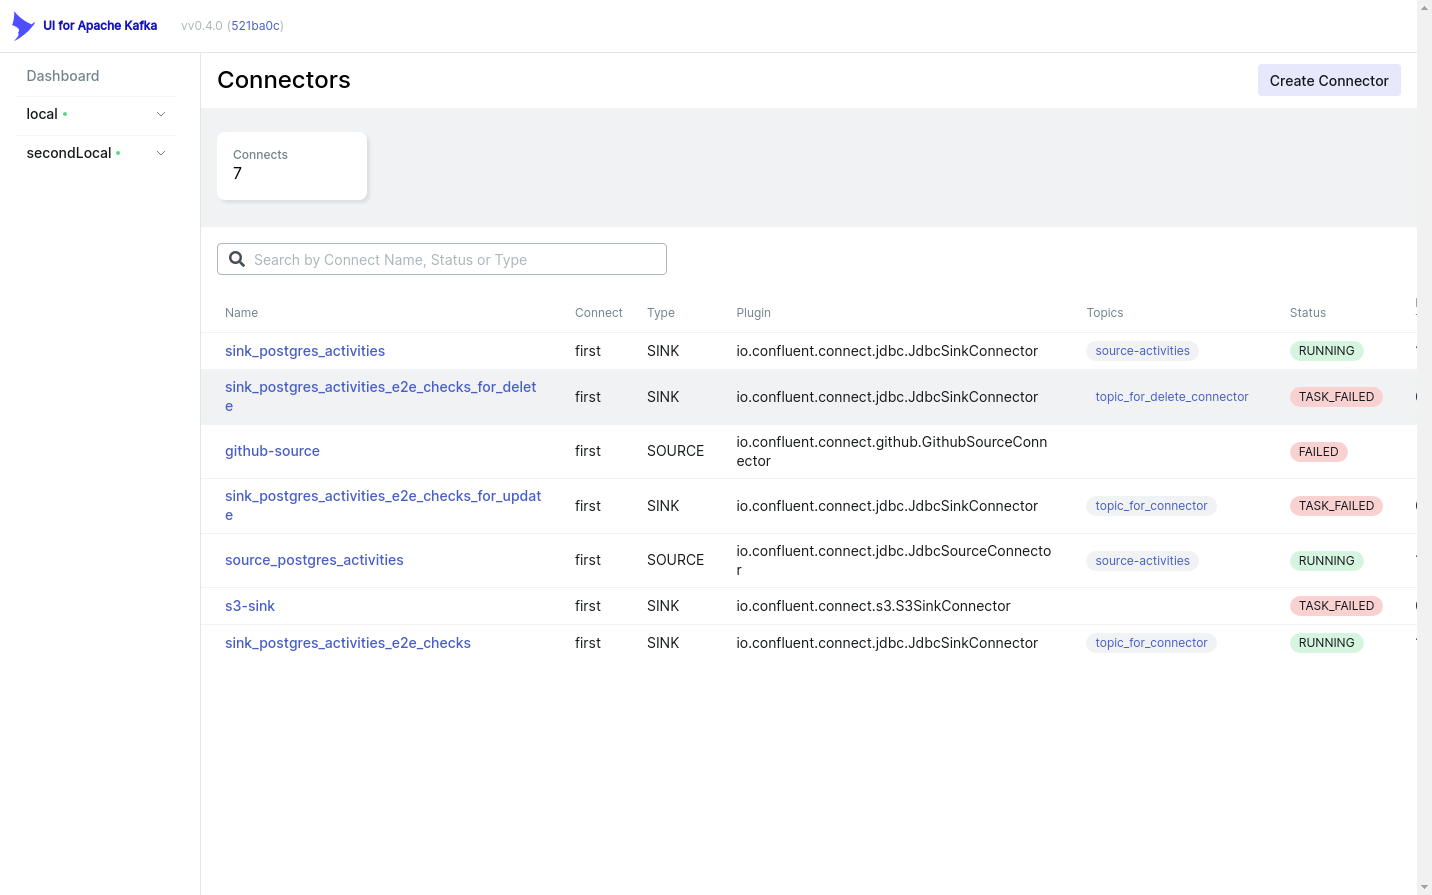 UI for Apache Kafka vv0.4.0 (521ba0c)
Dashboard
local
secondLocal
Connectors
Create Connector
Connects
7
Search by Connect Name, Status or Type
Name Connect Type Plugin Topics Status
sink_postgres_activities first SINK io.confluent.connect.jdbc.JdbcSinkConnector source-activities RUNNING
sink_postgres_activities_e2e_checks_for_delet
e
first SINK io.confluent.connect.jdbc.JdbcSinkConnector topic_for_delete_connector TASK_FAILED
github-source first SOURCE
io.confluent.connect.github.GithubSourceConn
ector
FAILED
sink_postgres_activities_e2e_checks_for_updat
e
first SINK io.confluent.connect.jdbc.JdbcSinkConnector topic_for_connector TASK_FAILED
source_postgres_activities first SOURCE
io.confluent.connect.jdbc.JdbcSourceConnecto
r
source-activities RUNNING
s3-sink first SINK io.confluent.connect.s3.S3SinkConnector TASK_FAILED
sink_postgres_activities_e2e_checks first SINK io.confluent.connect.jdbc.JdbcSinkConnector topic_for_connector RUNNING